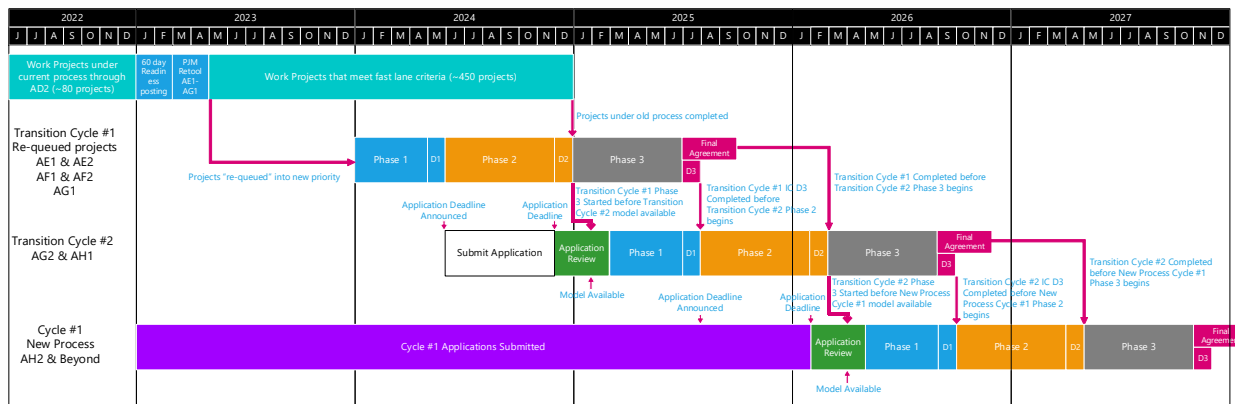 2022 2023 2024 2025 2026 2027
J J A S O N D J F M A M J J A S O N D J F M A M J J A S O N D J F M A M J J A S O N D J F M A M J J A S O N D J F M A M J J A S O N D
Work Projects under
current process through
AD2 (~80 projects)
60 day
Readin
ess
posting
PJM
Retool
AE1-
AG1
Work Projects that meet fast lane criteria (~450 projects)
Projects under old process completed
Transition Cycle #1
Re-queued projects
AE1 & AE2
AF1 & AF2
AG1
Projects "re-queued" into new priority
Phase 1
D1
Phase 2
D2
Phase 3
Final
Agreement
D3
Transition Cycle #1 Phase
3 Started before Transition
Cycle #2 model available
Transition Cycle #1 IC D3
Completed before
Transition Cycle #2 Phase 2
begins
Transition Cycle #1 Completed before
Transition Cycle #2 Phase 3 begins
Application Deadline
Announced
Application
Deadline
Transition Cycle #2
AG2 & AH1
Submit Application
Application
Review
Phase 1
D1
Phase 2
D2
Phase 3
Final
Agreement
D3
Model Available
Application Deadline
Announced
Application
Deadline
Transition Cycle #2 Phase
3 Started before New Process
Cycle #1 model available
Transition Cycle #2 IC D3
Completed before New
Process Cycle #1 Phase 2
begins
Transition Cycle #2 Completed
before New Process Cycle #1
Phase 3 begins
Cycle #1
New Process
AH2 & Beyond
Cycle #1 Applications Submitted
Application
Review
Phase 1
D1
Phase 2
D2
Phase 3
Final
Agreeme
D3
Model Available